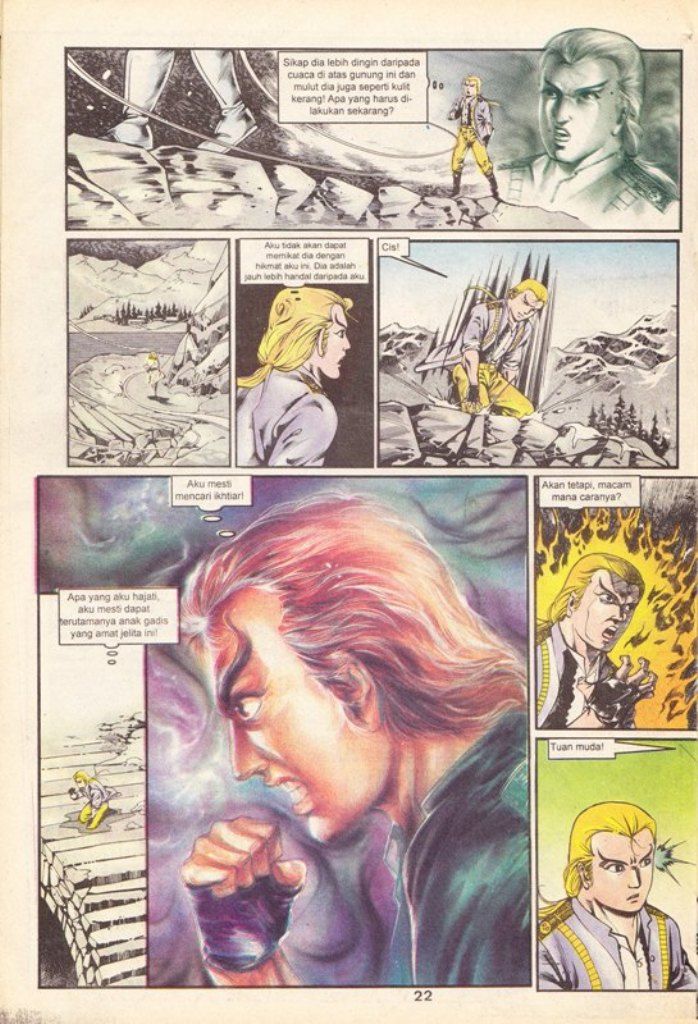 Sikap dia lebih dingin daripada
cuaca di atas gunung ini dan
mulut dia juga seperti kulit
kerang! Apa yang harus di-
lakukan sekarang?
Aku tidak akan dapat
memikat dia dengan
hikmat aku ini. Dia adalah
jauh lebih handal daripada aku.
Cis!
Aku mesti
mencari ikhtiar!
Apa yang aku hajati,
aku mesti dapat
terutamanya anak gadis
yang amat jelita ini!
Akan tetapi, macam
mana caranya?
Tuan muda!
22